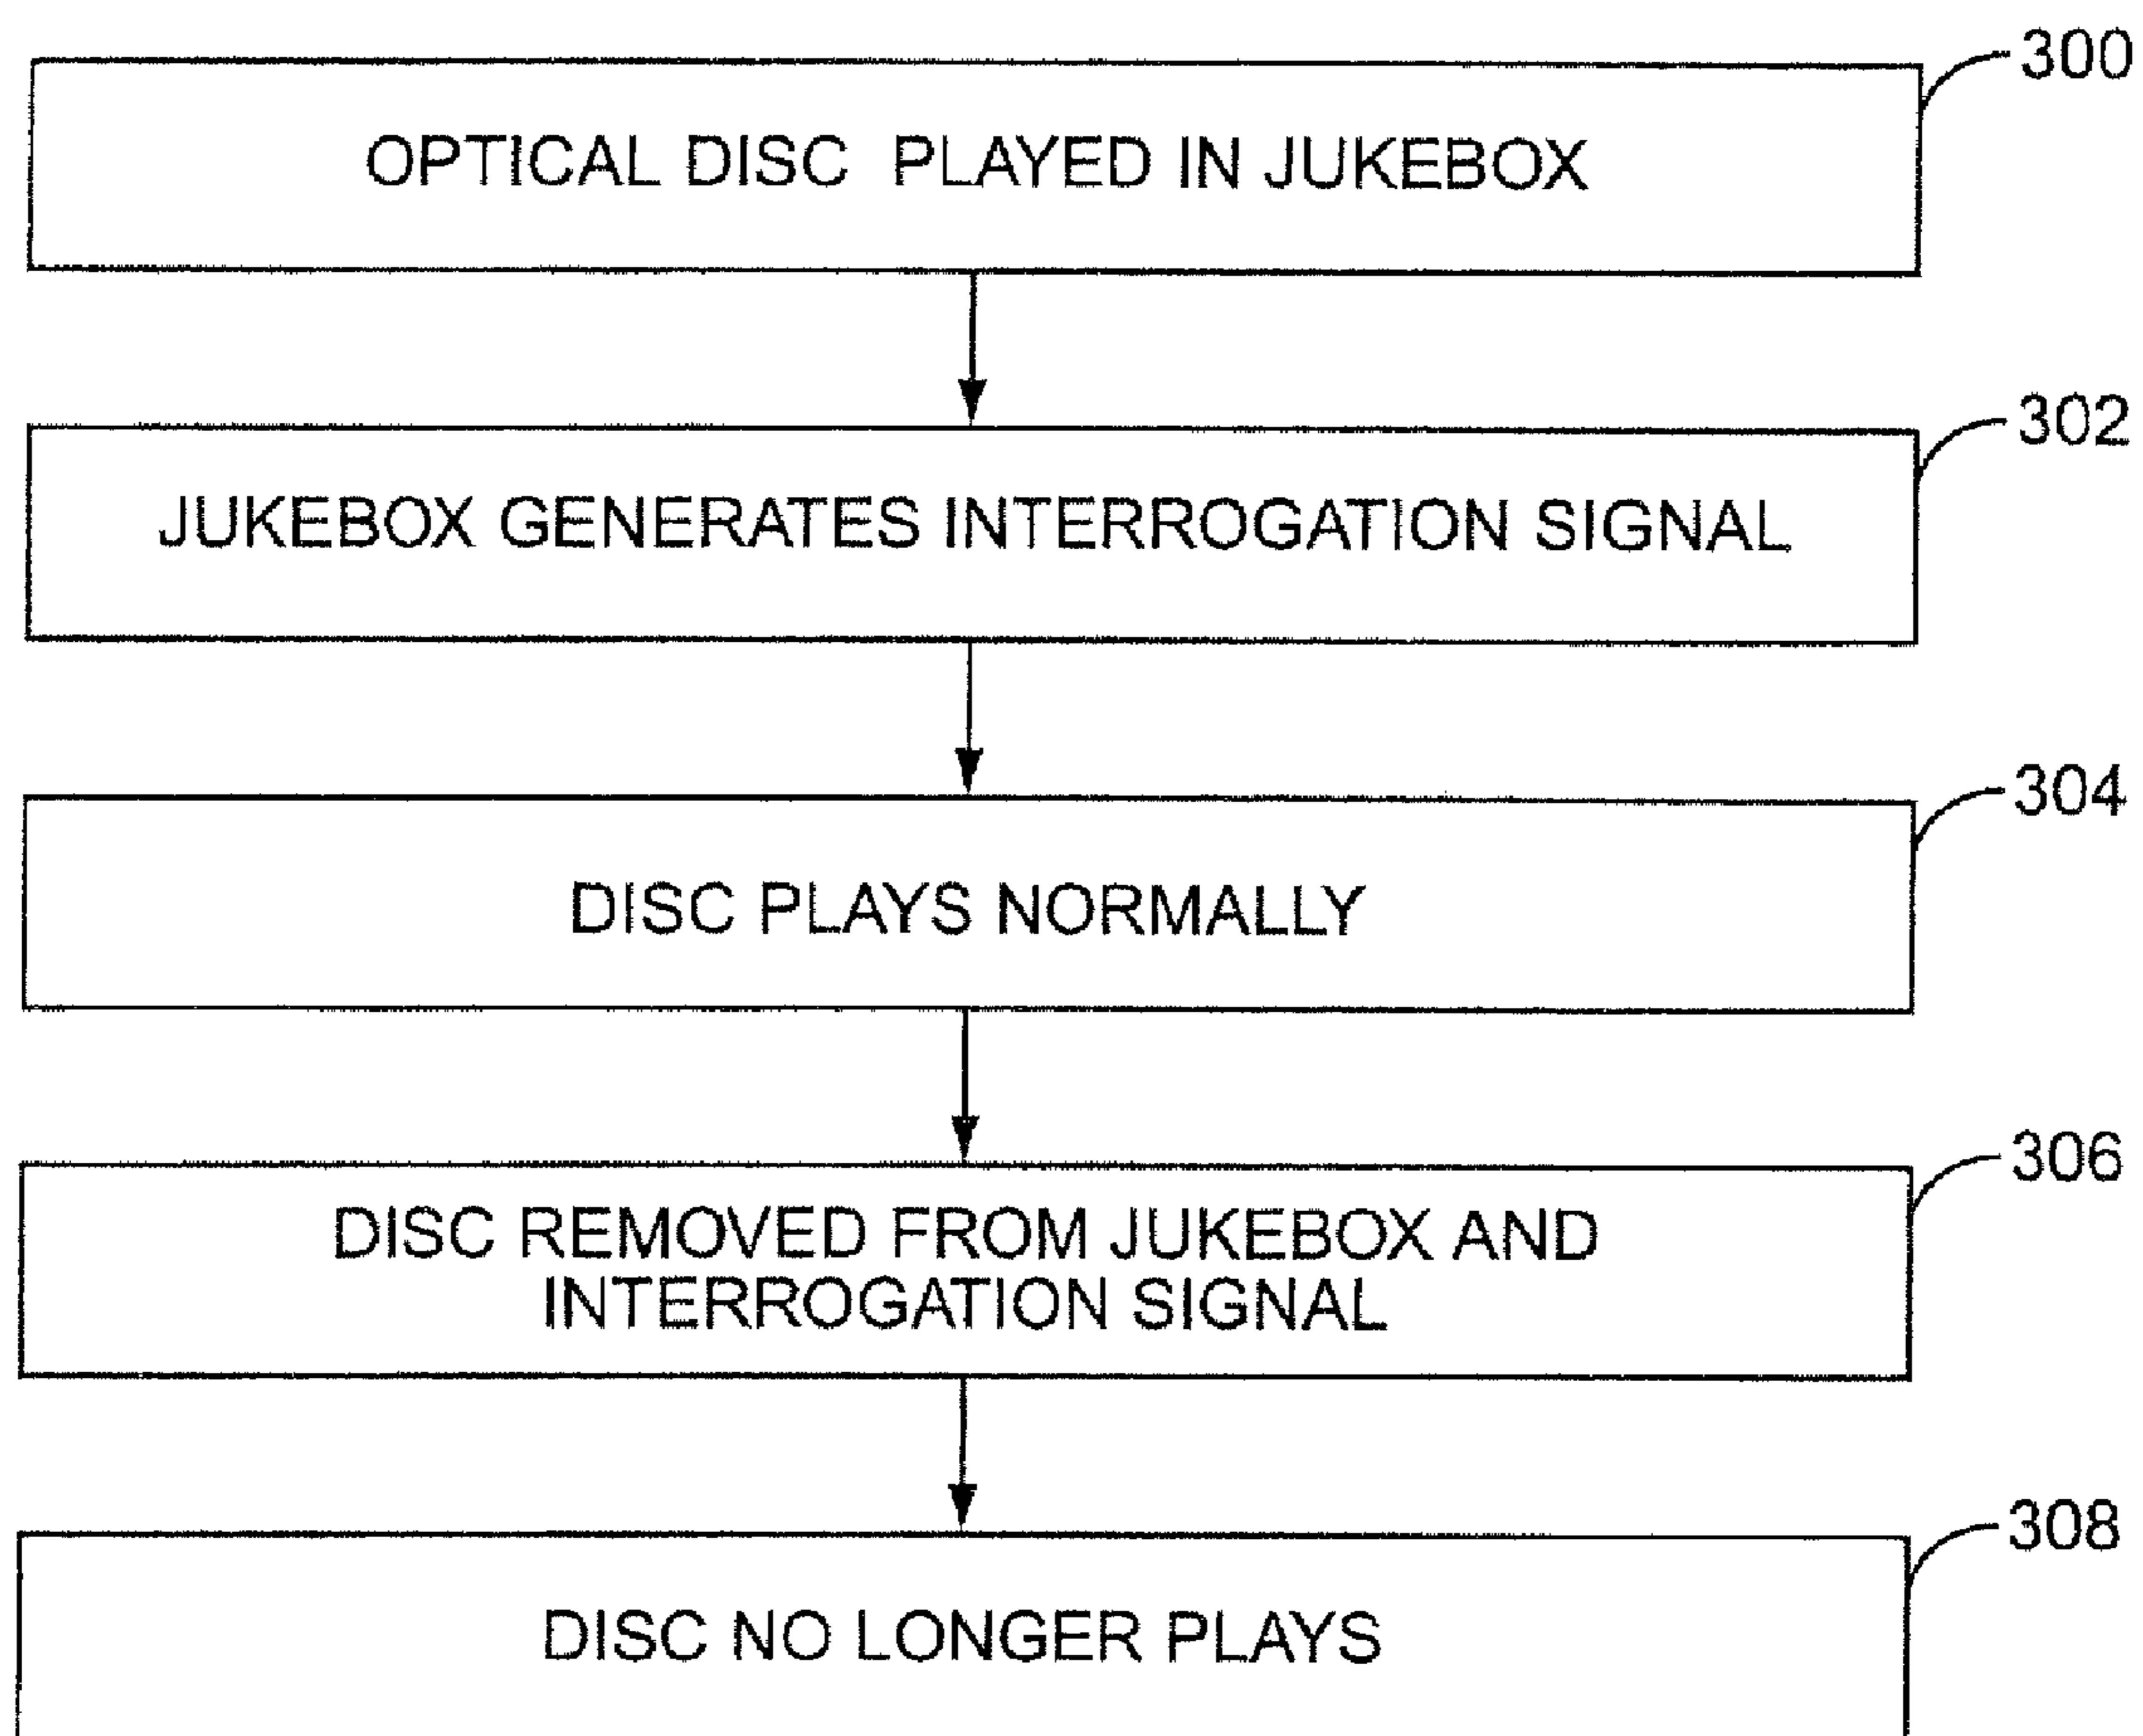 300
OPTICAL DISC PLAYED IN JUKEBOX
302
JUKEBOX GENERATES INTERROGATION SIGNAL
304
DISC PLAYS NORMALLY
306
DISC REMOVED FROM JUKEBOX AND
INTERROGATION SIGNAL
308
DISC NO LONGER PLAYS